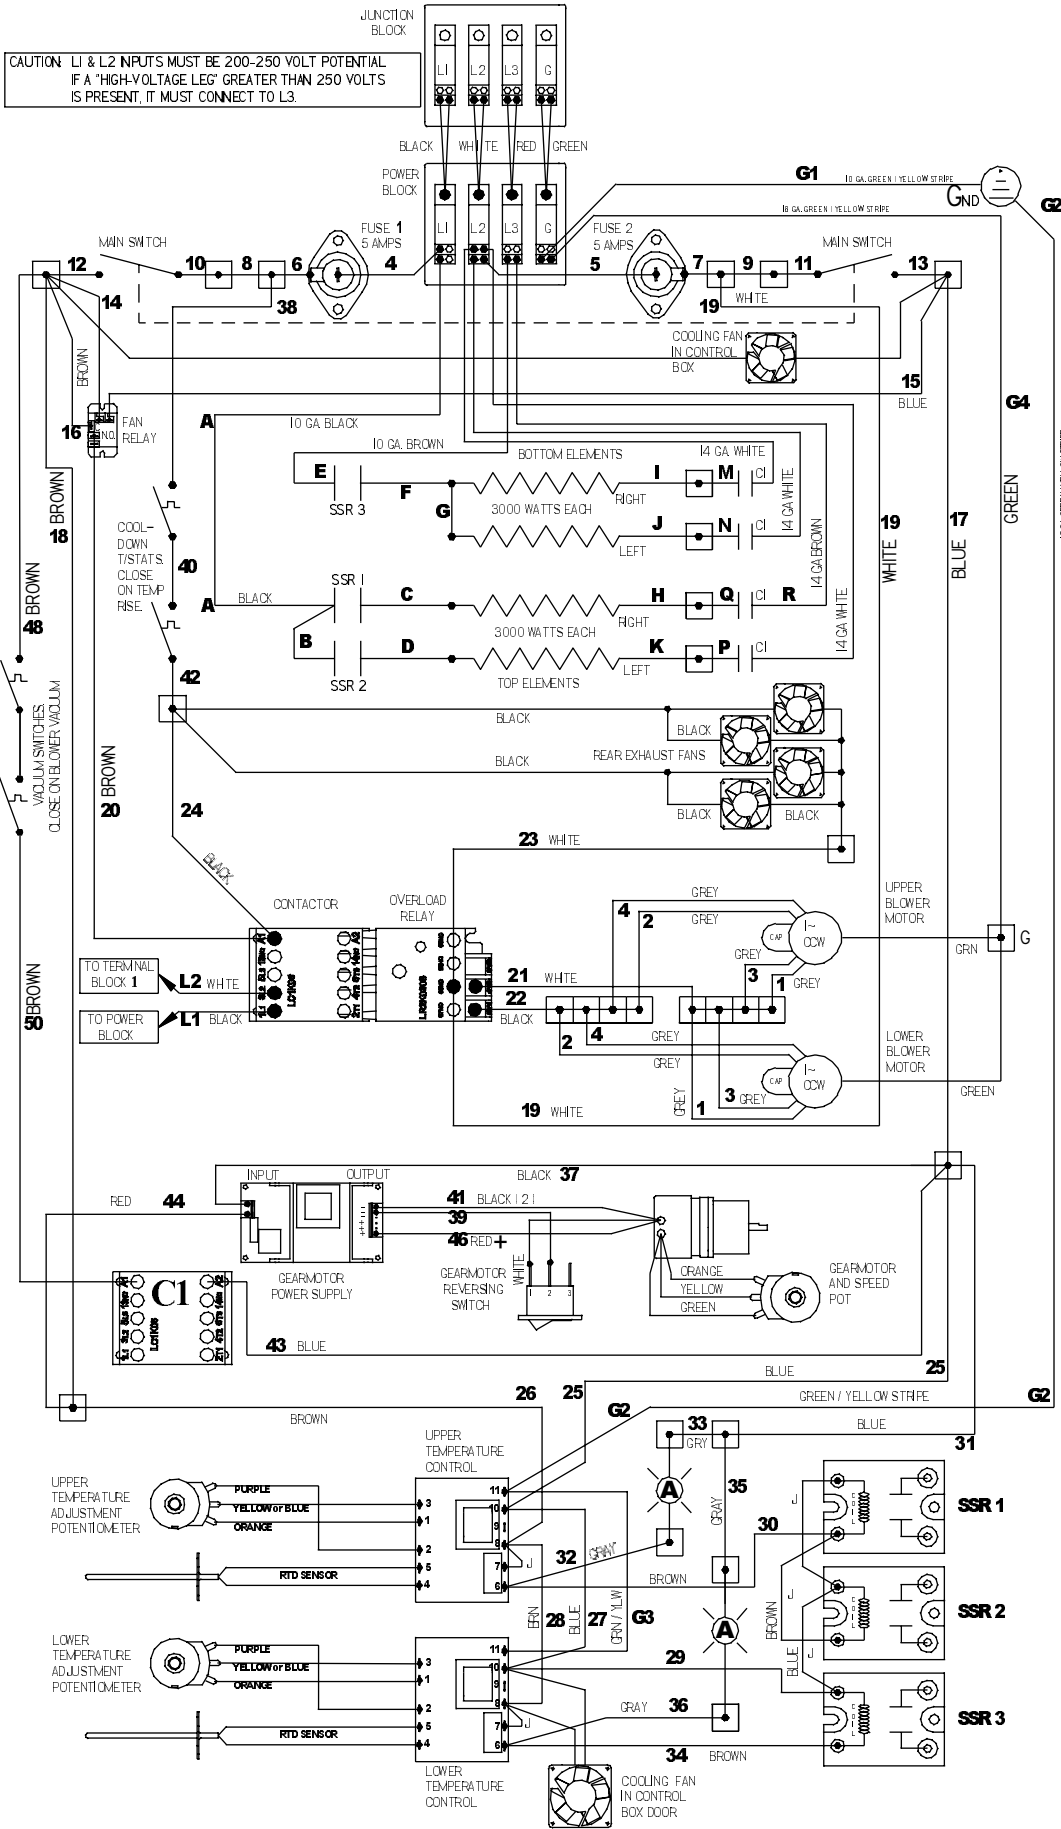 JUNCTION
BLOCK
CAUTION: L1 & L2 INPUTS MUST BE 200-250 VOLT POTENTIAL
IF A "HIGH-VOLTAGE LEG" GREATER THAN 250 VOLTS
IS PRESENT, IT MUST CONNECT TO L3.
L1 L2 L3 G
BLACK WHITE RED GREEN
POWER
BLOCK
L1 L2 L3 G
G1 10 GA. GREEN / YELLOW STRIPE
GND
G2
18 GA. GREEN / YELLOW STRIPE
FUSE 1
5 AMPS
FUSE 2
5 AMPS
MAIN SWITCH
MAIN SWITCH
12 10 8 6 4 5 7 9 11 13
14 38 19 WHITE
COOLING FAN
IN CONTROL
BOX
BROWN
15
BLUE
16
N.O.
FAN
RELAY
A
10 GA BLACK
G4
10 GA. BROWN
BOTTOM ELEMENTS
14 GA WHITE
E F I M C1
SSR 3
3000 WATTS EACH
RIGHT
G J N C1
LEFT
14 GA WHITE
14 GA BROWN
14 GA WHITE
GREEN
BROWN
18
19
WHITE
17
BLUE
COOL-
DOWN
T/STATS.
CLOSE
ON TEMP
RISE.
40
SSR 1
A BLACK C H Q C1 R
3000 WATTS EACH
RIGHT
B D K P C1
SSR 2
TOP ELEMENTS
LEFT
BROWN
48
42
VACUUM SWITCHES.
CLOSE ON BLOWER VACUUM
BLACK
BLACK
REAR EXHAUST FANS
BLACK
BLACK
BLACK
BROWN
20
24
23 WHITE
BLACK
CONTACTOR
OVERLOAD
RELAY
GREY
4 2
GREY
UPPER
BLOWER
MOTOR
CAP
1~
CCW
GRN
G
A1 A2
TO TERMINAL
BLOCK 1
L2 WHITE
21 WHITE
22
BLACK
GREY
3 1
GREY
BROWN
50
TO POWER
BLOCK
L1 BLACK
2 4
GREY
GREY
LOWER
BLOWER
MOTOR
CAP
1~
CCW
GREEN
GREY
1
3 GREY
19 WHITE
INPUT OUTPUT
BLACK 37
RED 44
41 BLACK (2)
39
46 RED +
GEARMOTOR
POWER SUPPLY
GEARMOTOR
REVERSING
SWITCH
WHITE
1 2 3
ORANGE
YELLOW
GREEN
GEARMOTOR
AND SPEED
POT
A1 C1 A2
43 BLUE
25
BLUE
26 25
BROWN
G2
GREEN / YELLOW STRIPE
G2
33
GRY
BLUE
31
UPPER
TEMPERATURE
CONTROL
UPPER
TEMPERATURE
ADJUSTMENT
POTENTIOMETER
PURPLE
YELLOW or BLUE
ORANGE
RTD SENSOR
3
1
2
5
4
11
10
9
8
7
6
J
A
35
GRAY
32 GRAY
30
BROWN
J
COIL
SSR 1
28
BRN
27
BLUE
G3
GRN / YLW
A
BROWN
J
SSR 2
BLUE
J
LOWER
TEMPERATURE
ADJUSTMENT
POTENTIOMETER
PURPLE
YELLOW or BLUE
ORANGE
RTD SENSOR
3
1
2
5
4
11
10
9
8
7
6
J
29
GRAY 36
34 BROWN
COIL
SSR 3
LOWER
TEMPERATURE
CONTROL
COOLING FAN
IN CONTROL
BOX DOOR